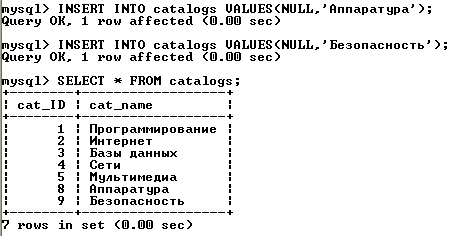 mysql> INSERT INTO catalogs VALUES(NULL,'Аппаратура');
Query OK, 1 row affected (0.00 sec)
mysql> INSERT INTO catalogs VALUES(NULL,'Безопасность');
Query OK, 1 row affected (0.00 sec)
mysql> SELECT * FROM catalogs;
+--------+------------------+
| cat_ID | cat_name         |
+--------+------------------+
|      1 | Программирование |
|      2 | Интернет         |
|      3 | Базы данных      |
|      4 | Сети             |
|      5 | Мультимедиа      |
|      8 | Аппаратура       |
|      9 | Безопасность     |
+--------+------------------+
7 rows in set (0.00 sec)